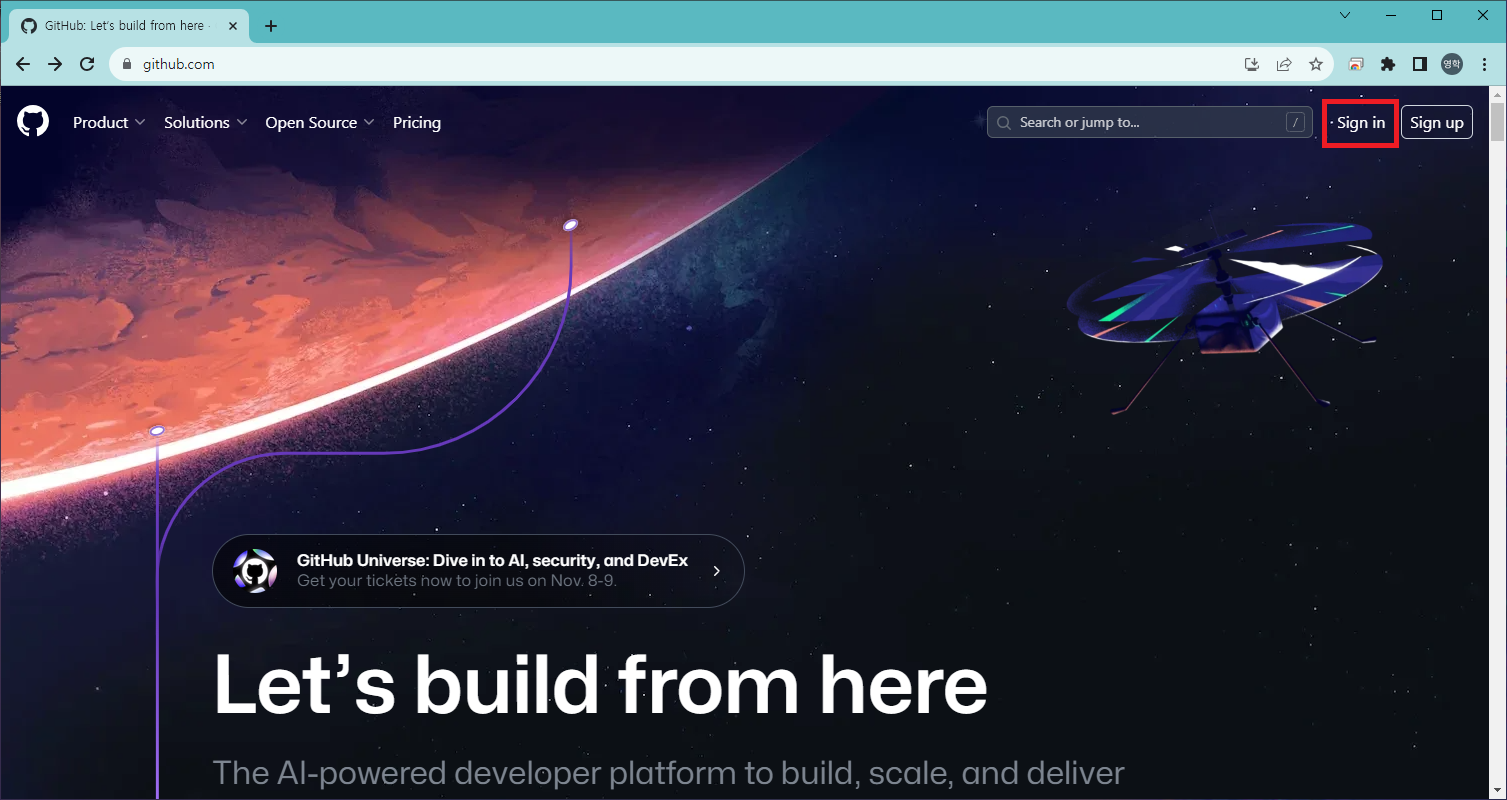 GitHub: Let's build from here ·
github.com
영학
Product
Solutions
Open Source
Pricing
Search or jump to...
/
Sign in
Sign up
GitHub Universe: Dive in to AI, security, and DevEx
Get your tickets now to join us on Nov. 8-9.
Let’s build from here
The AI-powered developer platform to build, scale, and deliver